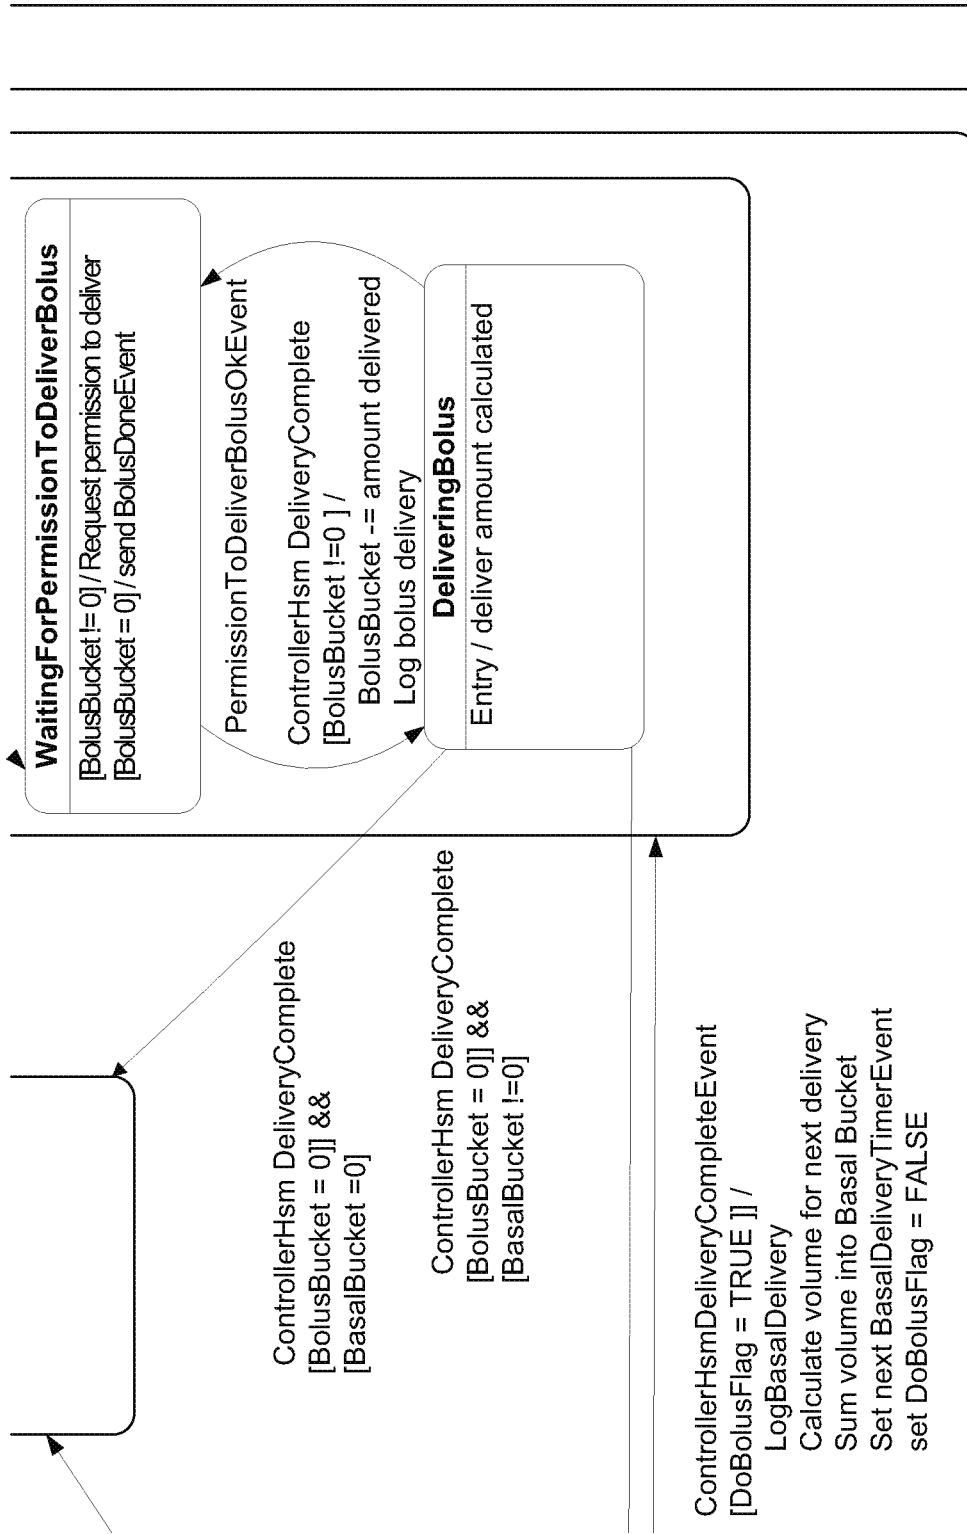 WaitingForPermissionToDeliverBolus
[BolusBucket != 0] / Request permission to deliver
[BolusBucket = 0] / send BolusDoneEvent
PermissionToDeliverBolusOkEvent
ControllerHsm DeliveryComplete
[BolusBucket !=0 ] /
BolusBucket -= amount delivered
Log bolus delivery
DeliveringBolus
Entry / deliver amount calculated
ControllerHsm DeliveryComplete
[BolusBucket = 0]] &&
[BasalBucket =0]
ControllerHsm DeliveryComplete
[BolusBucket = 0]] &&
[BasalBucket !=0]
ControllerHsmDeliveryCompleteEvent
[DoBolusFlag = TRUE ]] /
LogBasalDelivery
Calculate volume for next delivery
Sum volume into Basal Bucket
Set next BasalDeliveryTimerEvent
set DoBolusFlag = FALSE